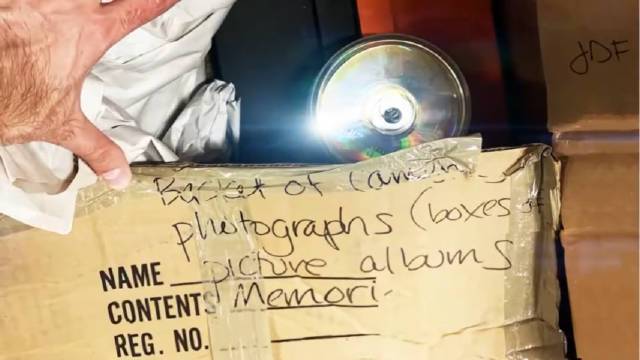 JDF
Basket of
photographs (boxes of
NAME picture albums
CONTENTS Memori-
REG. NO.